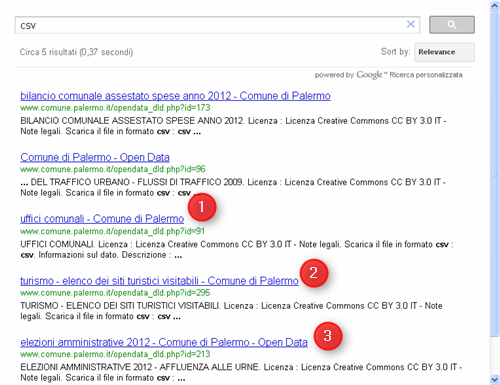 csv
Circa 5 risultati (0,37 secondi)
Sort by: Relevance
powered by Google™ Ricerca personalizzata
bilancio comunale assestato spese anno 2012 - Comune di Palermo
www.comune.palermo.it/opendata_dld.php?id=173
BILANCIO COMUNALE ASSESTATO SPESE ANNO 2012. Licenza : Licenza Creative Commons CC BY 3.0 IT -
Note legali. Scarica il file in formato csv : csv ...
Comune di Palermo - Open Data
www.comune.palermo.it/opendata_dld.php?id=96
... DEL TRAFFICO URBANO - FLUSSI DI TRAFFICO 2009. Licenza : Licenza Creative Commons CC BY 3.0 IT -
Note legali. Scarica il file in formato csv : csv ...
1
uffici comunali - Comune di Palermo
www.comune.palermo.it/opendata_dld.php?id=91
UFFICI COMUNALI. Licenza : Licenza Creative Commons CC BY 3.0 IT - Note legali. Scarica il file in formato csv :
csv. Informazioni sul dato. Descrizione : ...
2
turismo - elenco dei siti turistici visitabili - Comune di Palermo
www.comune.palermo.it/opendata_dld.php?id=295
TURISMO - ELENCO DEI SITI TURISTICI VISITABILI. Licenza : Licenza Creative Commons CC BY 3.0 IT - Note
legali. Scarica il file in formato csv : csv ...
3
elezioni amministrative 2012 - Comune di Palermo - Open Data
www.comune.palermo.it/opendata_dld.php?id=213
ELEZIONI AMMINISTRATIVE 2012 - AFFLUENZA ALLE URNE. Licenza : Licenza Creative Commons CC BY 3.0 IT -
Note legali. Scarica il file in formato csv : csv ...